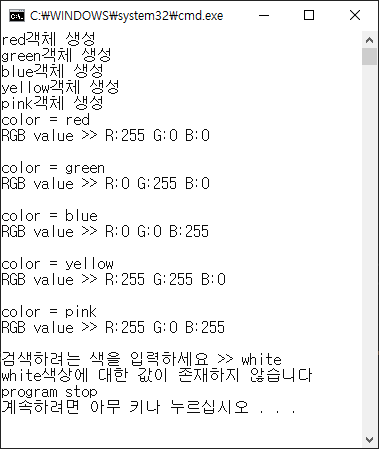 C:₩WINDOWS₩system32₩cmd.exe
red객체 생성
green객체 생성
blue객체 생성
yellow객체 생성
pink객체 생성
color = red
RGB value >> R:255 G:0 B:0
color = green
RGB value >> R:0 G:255 B:0
color = blue
RGB value >> R:0 G:0 B:255
color = yellow
RGB value >> R:255 G:255 B:0
color = pink
RGB value >> R:255 G:0 B:255
검색하려는 색을 입력하세요 >> white
white색상에 대한 값이 존재하지 않습니다
program stop
계속하려면 아무 키나 누르십시오 . . .